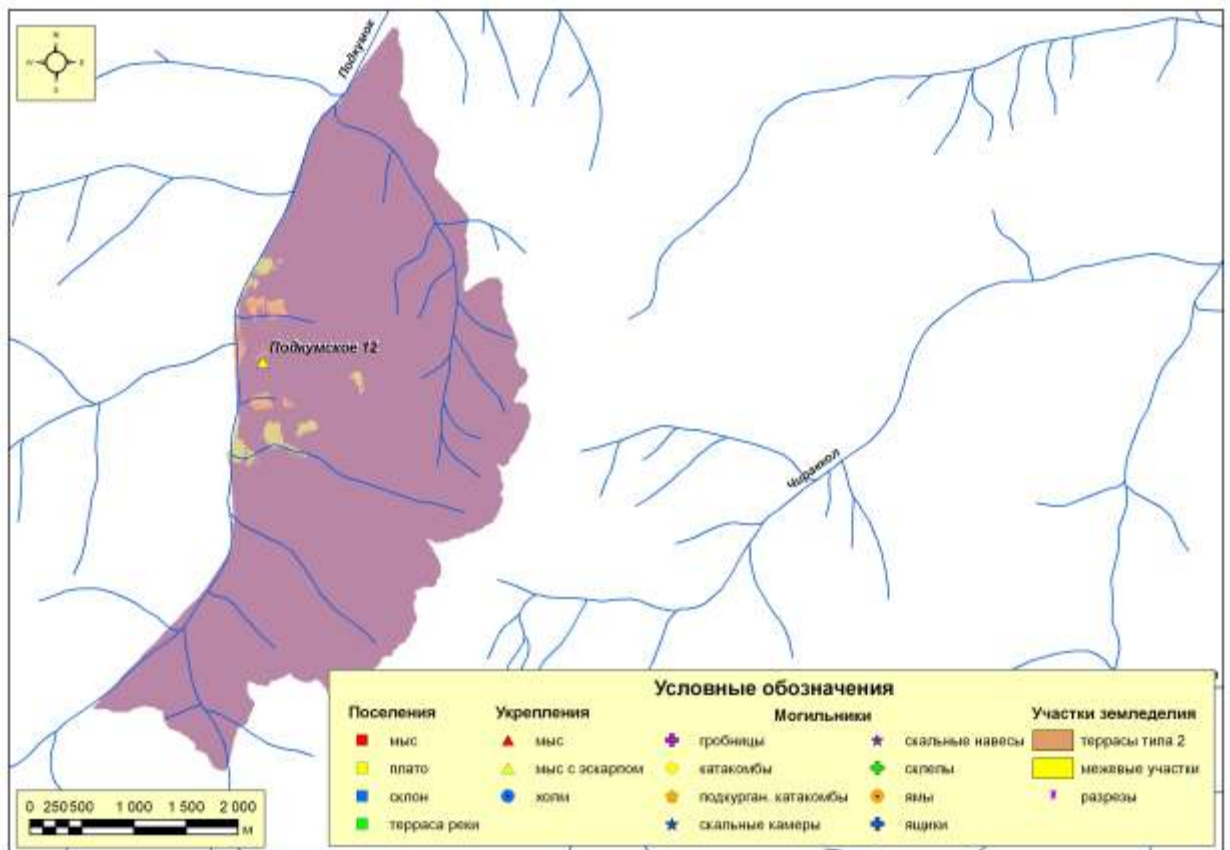 N
W E
S
Подкумок
Подкумское 12
Чираккол
Условные обозначения
Поселения
мыс
плато
склон
терраса реки
Укрепления
мыс
мыс с эскарпом
холм
Могильники
гробницы
катакомбы
подкурган. катакомбы
скальные камеры
скальные навесы
склепы
ямы
ящики
Участки земледелия
террасы типа 2
межевые участки
разрезы
0 250 500 1 000 1 500 2 000
м